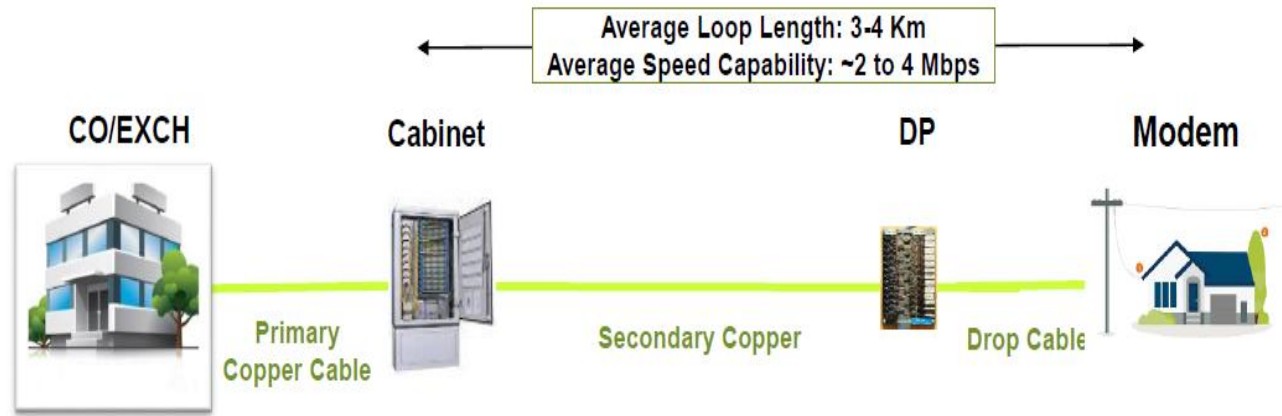 Average Loop Length: 3-4 Km
Average Speed Capability: ~2 to 4 Mbps
CO/EXCH
Cabinet
DP
Modem
Primary
Copper Cable
Secondary Copper
Drop Cable